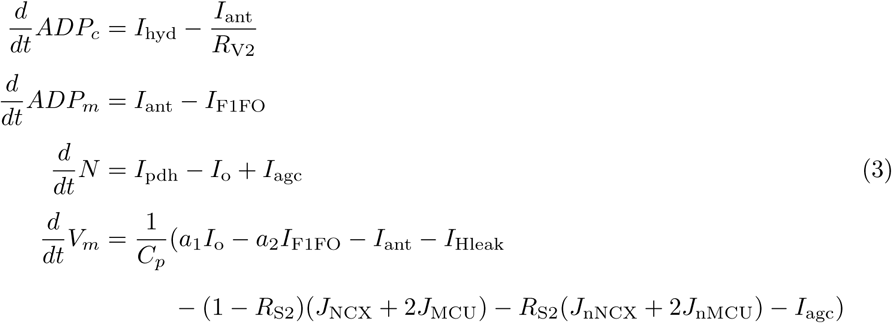 d/dt ADP_c = I_hyd − I_ant/R_V2
d/dt ADP_m = I_ant − I_F1FO
d/dt N = I_pdh − I_o + I_agc (3)
d/dt V_m = 1/C_p (a_1 I_o − a_2 I_F1FO − I_ant − I_Hleak
− (1 − R_S2)(J_NCX + 2J_MCU) − R_S2(J_nNCX + 2J_nMCU) − I_agc)